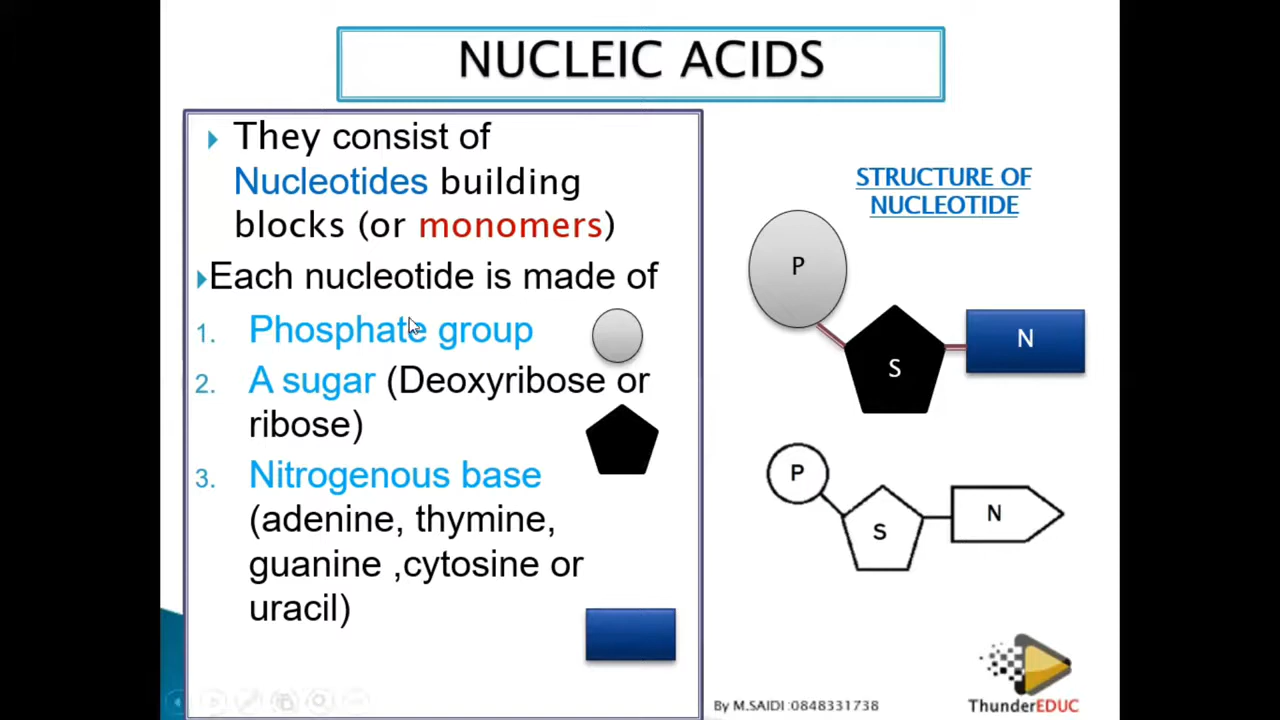 NUCLEIC ACIDS
They consist of
Nucleotides building
blocks (or monomers)
Each nucleotide is made of
1. Phosphate group
2. A sugar (Deoxyribose or
ribose)
3. Nitrogenous base
(adenine, thymine,
guanine ,cytosine or
uracil)
STRUCTURE OF
NUCLEOTIDE
P
S
N
P
S
N
By M.SAIDI :0848331738
ThunderEDUC